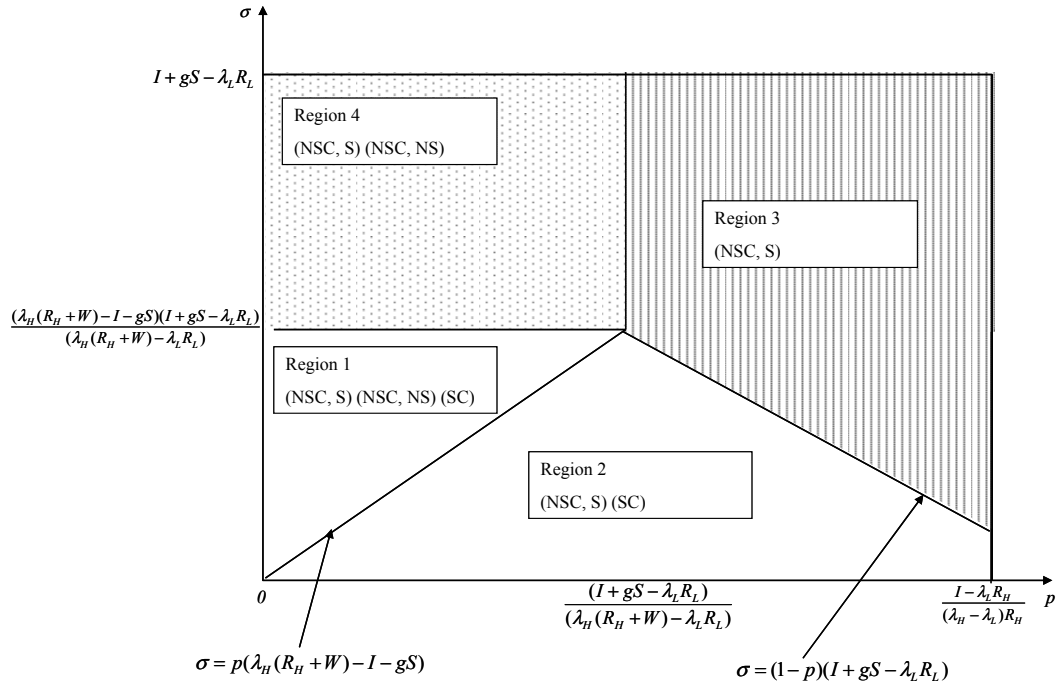 σ
I + gS − λ_L R_L
Region 4
(NSC, S) (NSC, NS)
Region 3
(NSC, S)
(λ_H(R_H + W) − I − gS)(I + gS − λ_L R_L)
(λ_H(R_H + W) − λ_L R_L)
Region 1
(NSC, S) (NSC, NS) (SC)
Region 2
(NSC, S) (SC)
0
(I + gS − λ_L R_L)
(λ_H(R_H + W) − λ_L R_L)
I − λ_L R_H
(λ_H − λ_L)R_H
p
σ = p(λ_H(R_H + W) − I − gS)
σ = (1 − p)(I + gS − λ_L R_L)